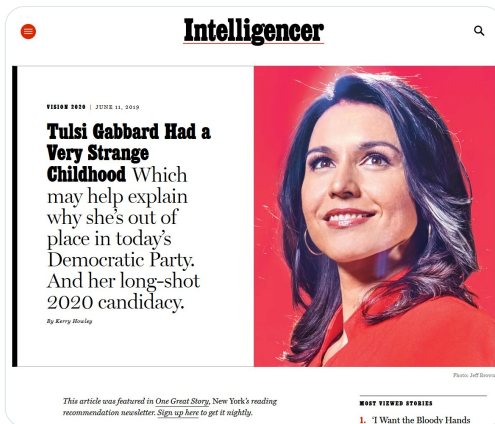 Intelligencer
VISION 2020 | JUNE 11, 2019
Tulsi Gabbard Had a
Very Strange
Childhood Which
may help explain
why she's out of
place in today's
Democratic Party.
And her long-shot
2020 candidacy.
By Kerry Howley
Photo: Jeff Brown
This article was featured in One Great Story, New York's reading
recommendation newsletter. Sign up here to get it nightly.
MOST VIEWED STORIES
1. 'I Want the Bloody Hands